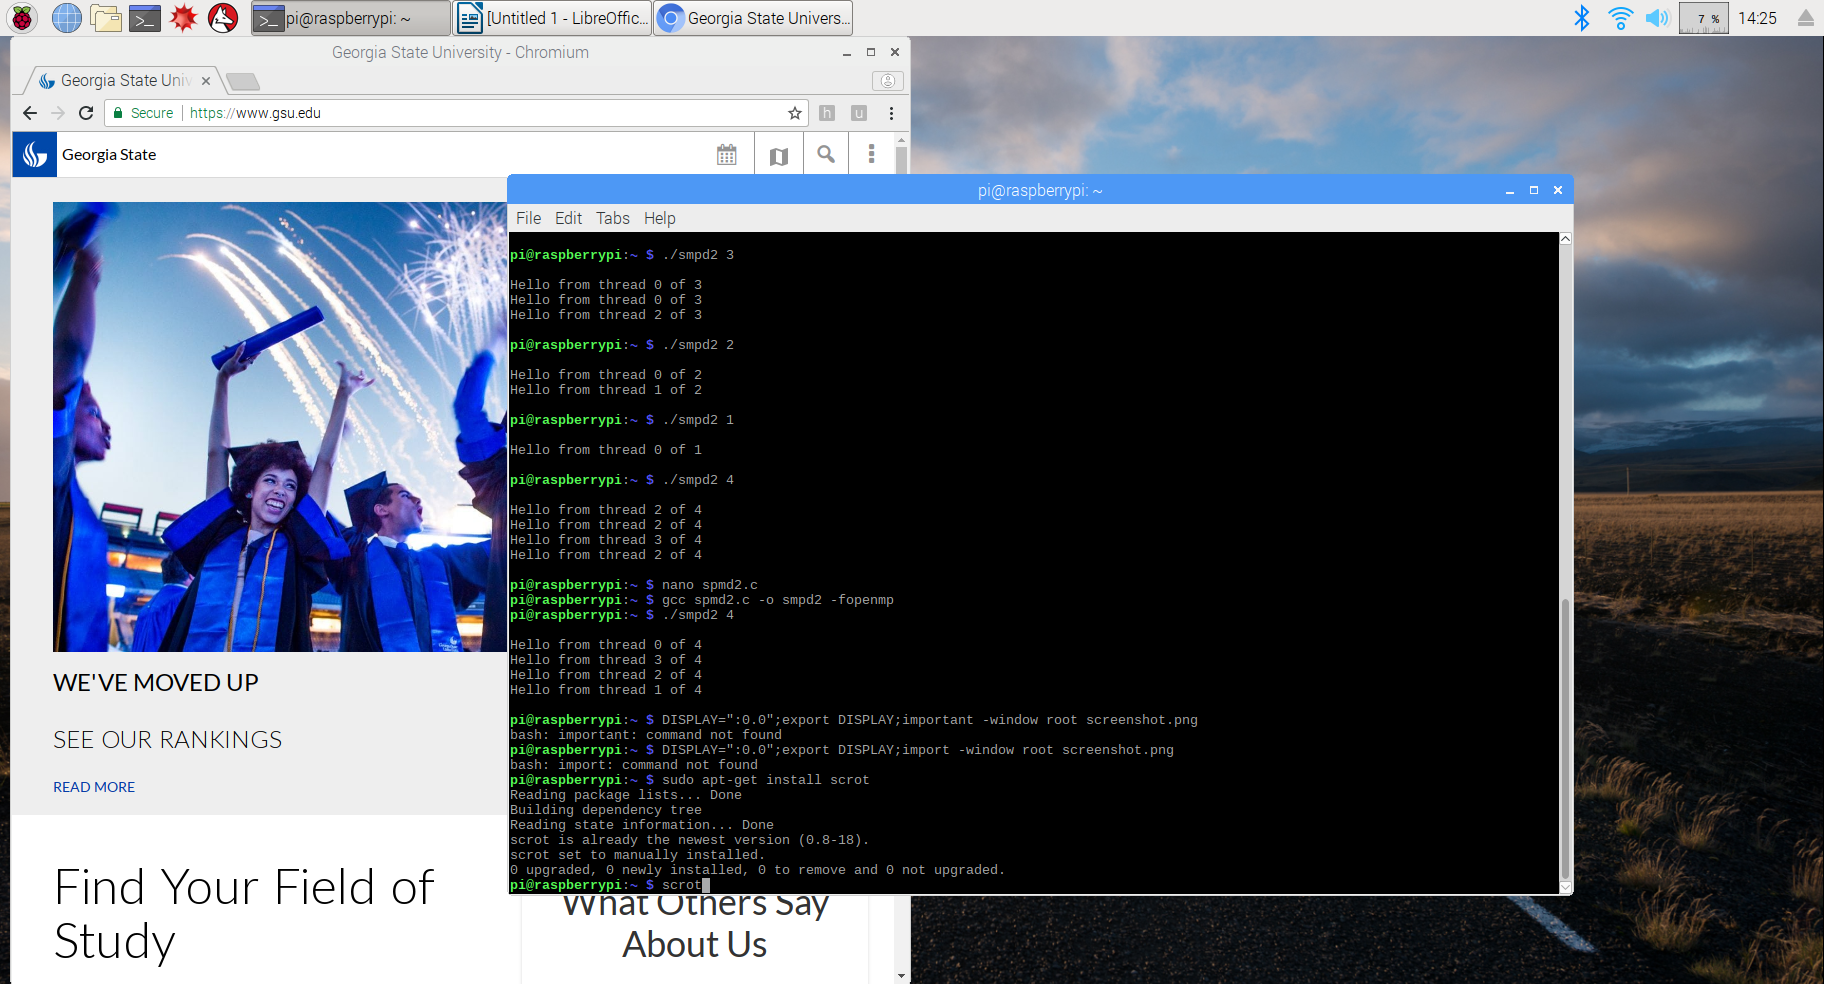 pi@raspberrypi: ~
[Untitled 1 - LibreOffic...
Georgia State Univers...
7 %
14:25
Georgia State University - Chromium
Georgia State Univ
Secure
https://www.gsu.edu
h
u
Georgia State
WE'VE MOVED UP
SEE OUR RANKINGS
READ MORE
Find Your Field of
Study
What Others Say
About Us
pi@raspberrypi: ~
File Edit Tabs Help
pi@raspberrypi:~ $ ./smpd2 3
Hello from thread 0 of 3
Hello from thread 0 of 3
Hello from thread 2 of 3
pi@raspberrypi:~ $ ./smpd2 2
Hello from thread 0 of 2
Hello from thread 1 of 2
pi@raspberrypi:~ $ ./smpd2 1
Hello from thread 0 of 1
pi@raspberrypi:~ $ ./smpd2 4
Hello from thread 2 of 4
Hello from thread 2 of 4
Hello from thread 3 of 4
Hello from thread 2 of 4
pi@raspberrypi:~ $ nano spmd2.c
pi@raspberrypi:~ $ gcc spmd2.c -o smpd2 -fopenmp
pi@raspberrypi:~ $ ./smpd2 4
Hello from thread 0 of 4
Hello from thread 3 of 4
Hello from thread 2 of 4
Hello from thread 1 of 4
pi@raspberrypi:~ $ DISPLAY=":0.0";export DISPLAY;important -window root screenshot.png
bash: important: command not found
pi@raspberrypi:~ $ DISPLAY=":0.0";export DISPLAY;import -window root screenshot.png
bash: import: command not found
pi@raspberrypi:~ $ sudo apt-get install scrot
Reading package lists... Done
Building dependency tree
Reading state information... Done
scrot is already the newest version (0.8-18).
scrot set to manually installed.
0 upgraded, 0 newly installed, 0 to remove and 0 not upgraded.
pi@raspberrypi:~ $ scrot